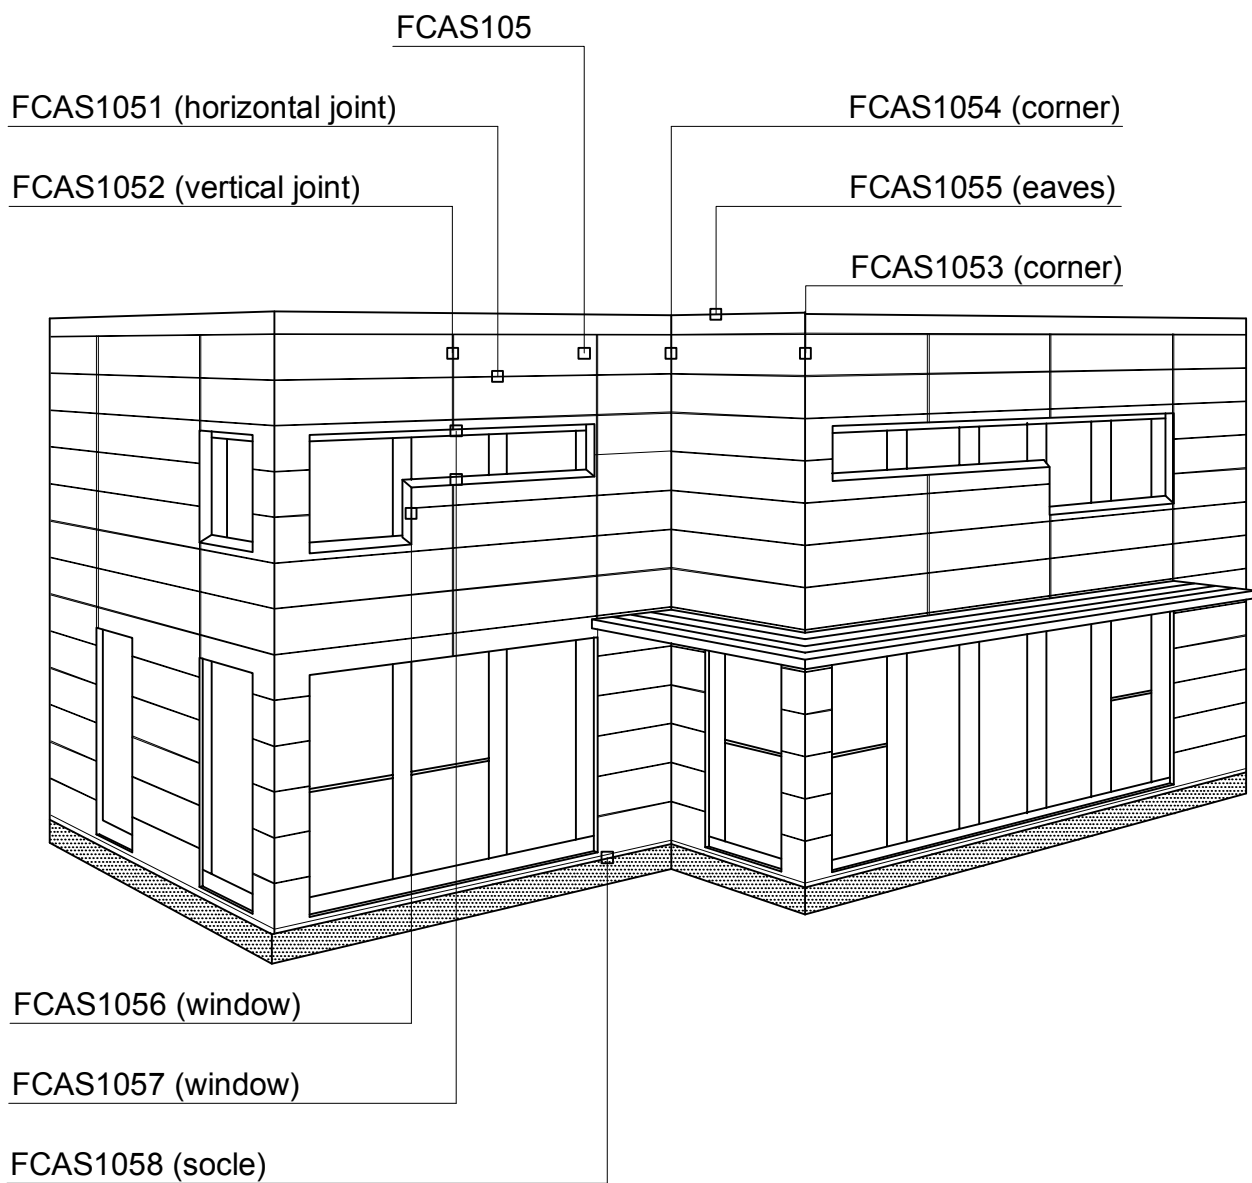 FCAS105
FCAS1051 (horizontal joint)
FCAS1054 (corner)
FCAS1052 (vertical joint)
FCAS1055 (eaves)
FCAS1053 (corner)
FCAS1056 (window)
FCAS1057 (window)
FCAS1058 (socle)